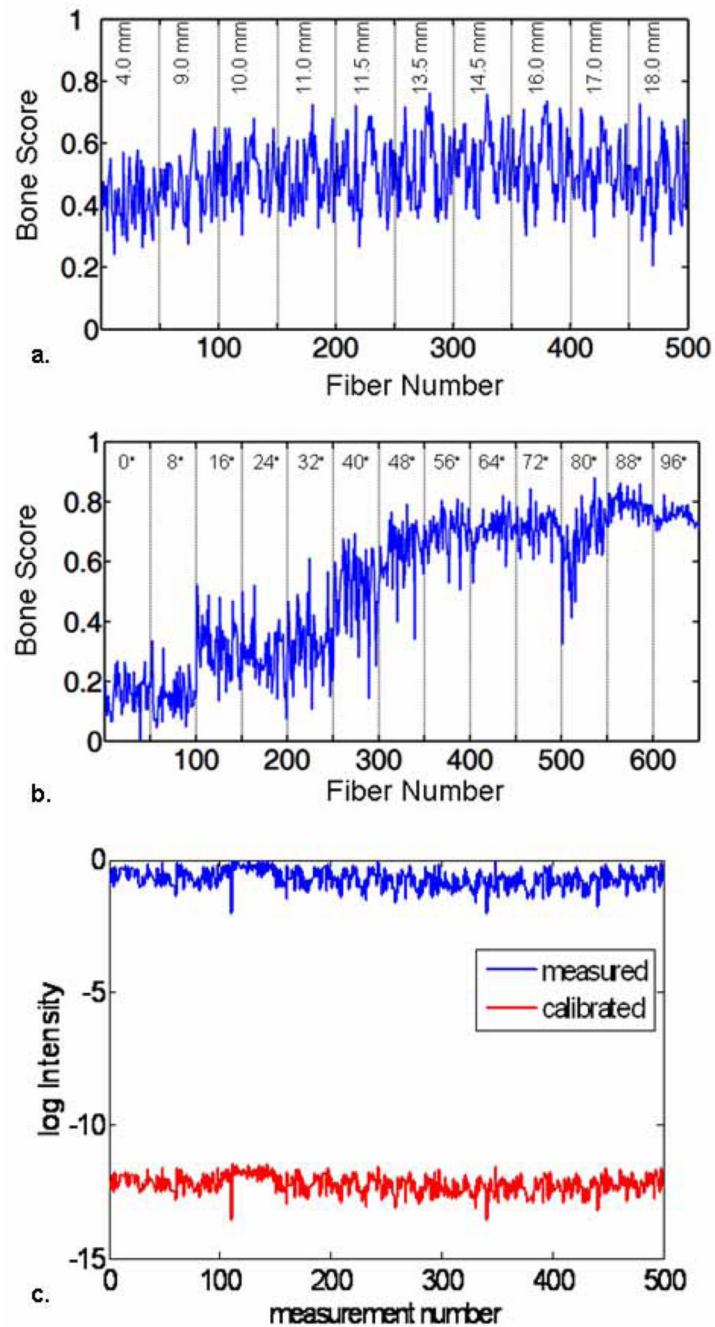 1
0.8
0.6
0.4
0.2
0
Bone Score
4.0 mm
9.0 mm
10.0 mm
11.0 mm
11.5 mm
13.5 mm
14.5 mm
16.0 mm
17.0 mm
18.0 mm
100 200 300 400 500
Fiber Number
a.
1
0.8
0.6
0.4
0.2
0
Bone Score
0° 8° 16° 24° 32° 40° 48° 56° 64° 72° 80° 88° 96°
100 200 300 400 500 600
Fiber Number
b.
0
-5
-10
-15
log Intensity
measured
calibrated
0 100 200 300 400 500
measurement number
c.